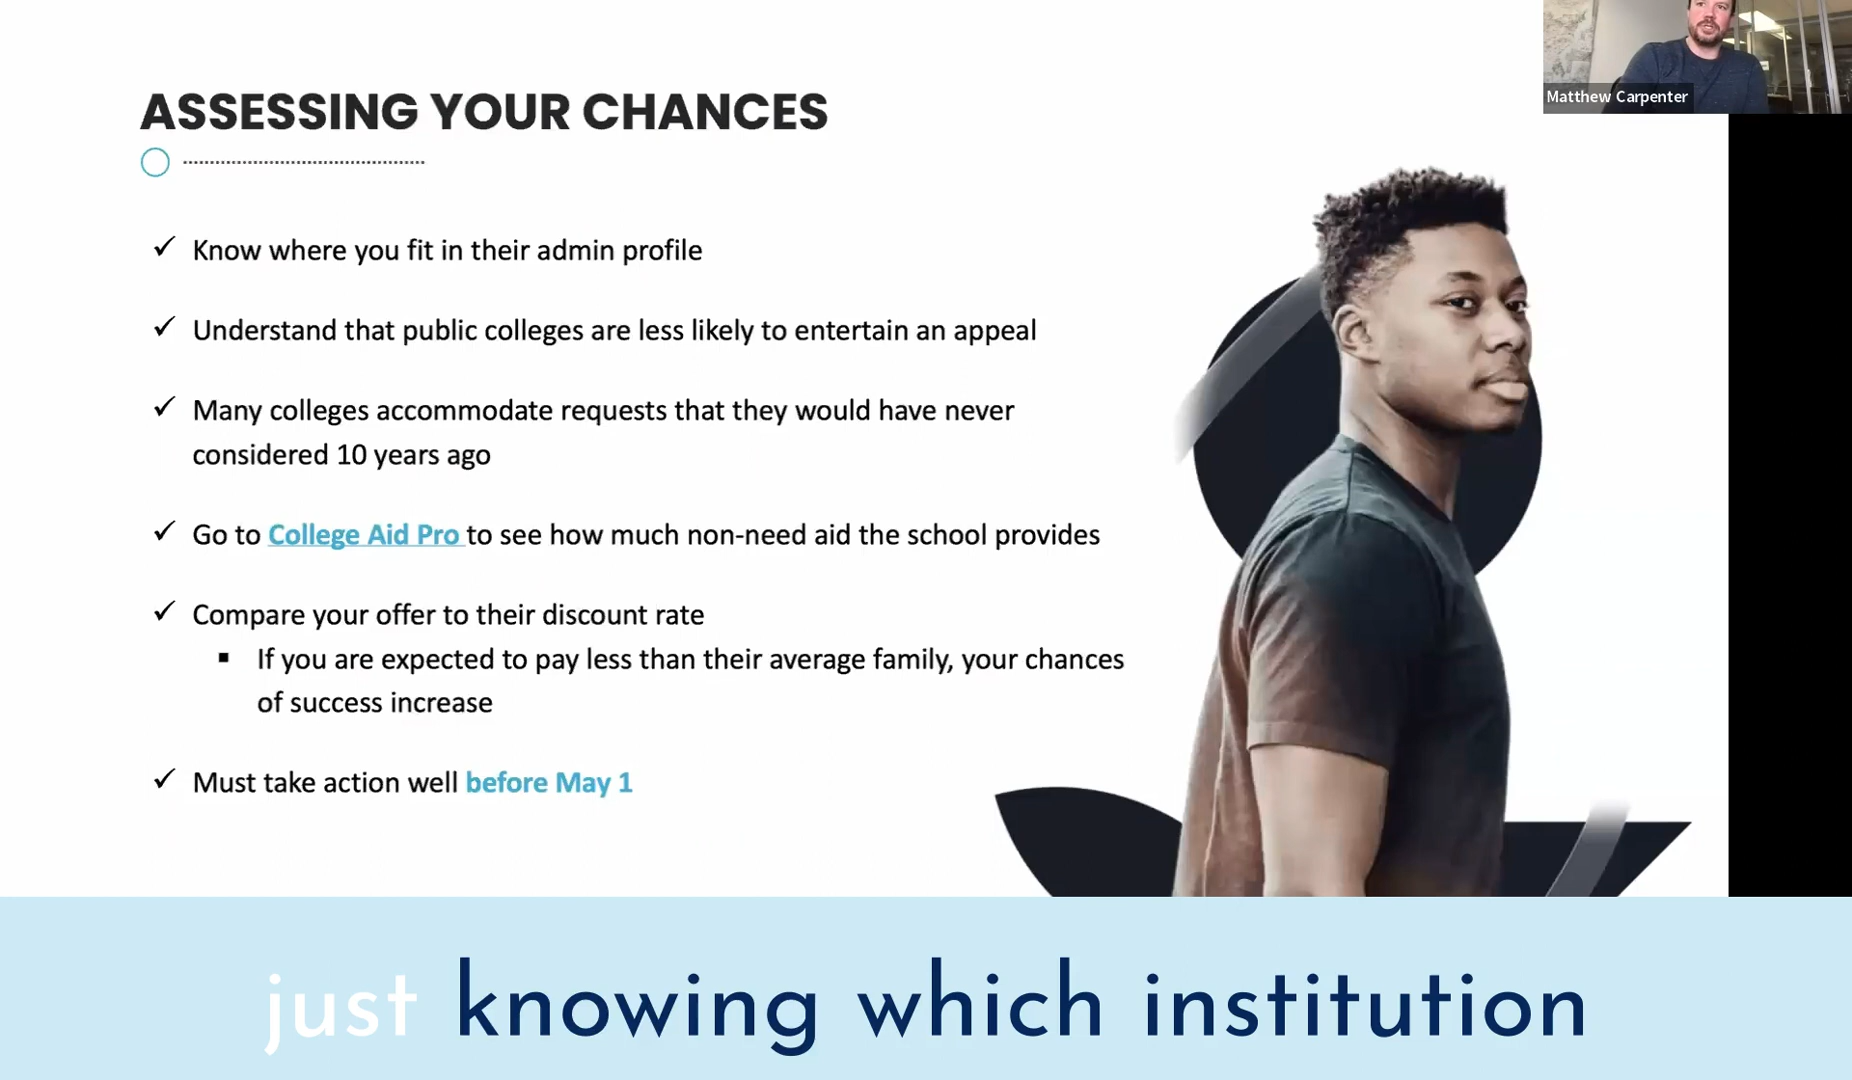 Matthew Carpenter
ASSESSING YOUR CHANCES
✓ Know where you fit in their admin profile
✓ Understand that public colleges are less likely to entertain an appeal
✓ Many colleges accommodate requests that they would have never
considered 10 years ago
✓ Go to College Aid Pro to see how much non-need aid the school provides
✓ Compare your offer to their discount rate
▪ If you are expected to pay less than their average family, your chances
of success increase
✓ Must take action well before May 1
just knowing which institution